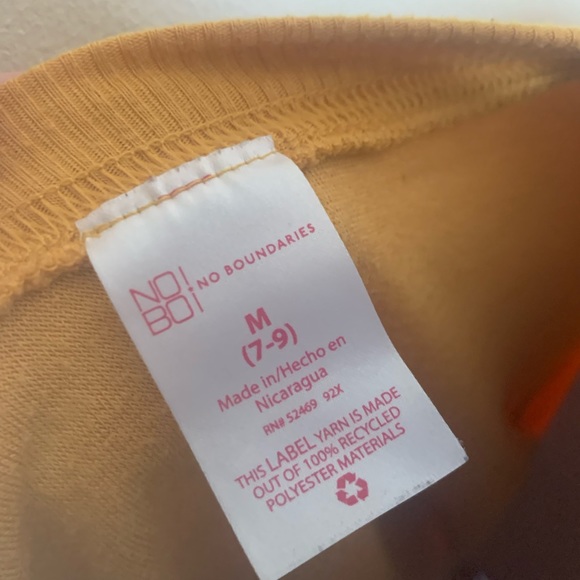 NO! NO BOUNDARIES
BO¡
M
(7-9)
Made in/Hecho en
Nicaragua
RN# 52469 92X
THIS LABEL YARN IS MADE
OUT OF 100% RECYCLED
POLYESTER MATERIALS